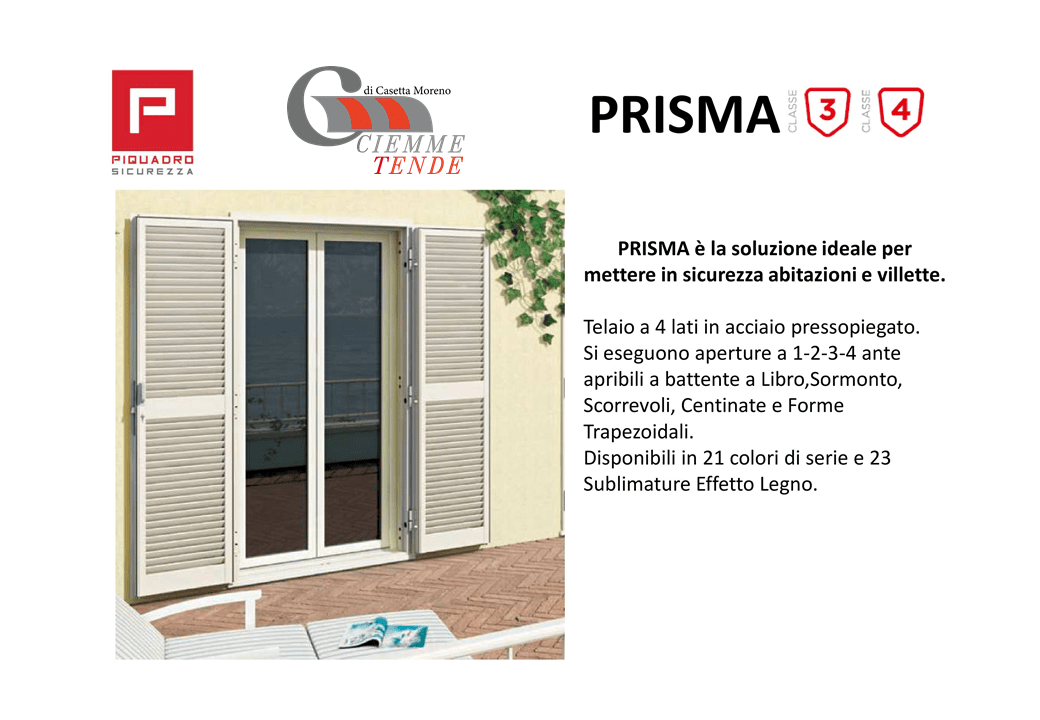 PIQUADRO
SICUREZZA
di Casetta Moreno
CIEMME
TENDE
PRISMA CLASSE 3 CLASSE 4
PRISMA è la soluzione ideale per
mettere in sicurezza abitazioni e villette.
Telaio a 4 lati in acciaio pressopiegato.
Si eseguono aperture a 1-2-3-4 ante
apribili a battente a Libro,Sormonto,
Scorrevoli, Centinate e Forme
Trapezoidali.
Disponibili in 21 colori di serie e 23
Sublimature Effetto Legno.